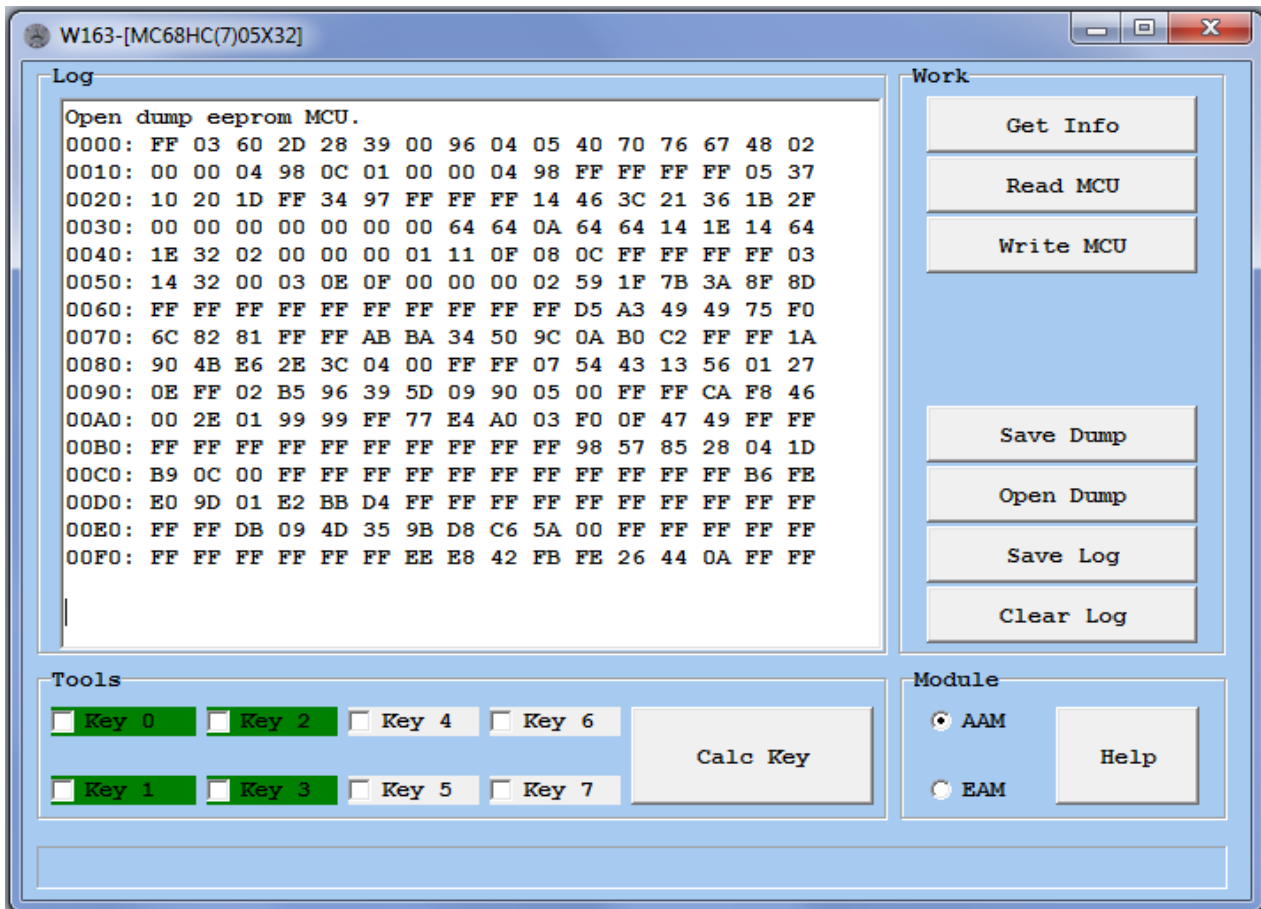 W163-[MC68HC(7)05X32]
Log
Open dump eeprom MCU.
0000: FF 03 60 2D 28 39 00 96 04 05 40 70 76 67 48 02
0010: 00 00 04 98 0C 01 00 00 04 98 FF FF FF FF 05 37
0020: 10 20 1D FF 34 97 FF FF FF 14 46 3C 21 36 1B 2F
0030: 00 00 00 00 00 00 00 64 64 0A 64 64 14 1E 14 64
0040: 1E 32 02 00 00 00 01 11 0F 08 0C FF FF FF FF 03
0050: 14 32 00 03 0E 0F 00 00 00 02 59 1F 7B 3A 8F 8D
0060: FF FF FF FF FF FF FF FF FF FF D5 A3 49 49 75 F0
0070: 6C 82 81 FF FF AB BA 34 50 9C 0A B0 C2 FF FF 1A
0080: 90 4B E6 2E 3C 04 00 FF FF 07 54 43 13 56 01 27
0090: 0E FF 02 B5 96 39 5D 09 90 05 00 FF FF CA F8 46
00A0: 00 2E 01 99 99 FF 77 E4 A0 03 F0 0F 47 49 FF FF
00B0: FF FF FF FF FF FF FF FF FF FF 98 57 85 28 04 1D
00C0: B9 0C 00 FF FF FF FF FF FF FF FF FF FF FF B6 FE
00D0: E0 9D 01 E2 BB D4 FF FF FF FF FF FF FF FF FF FF
00E0: FF FF DB 09 4D 35 9B D8 C6 5A 00 FF FF FF FF FF
00F0: FF FF FF FF FF FF EE E8 42 FB FE 26 44 0A FF FF
Work
Get Info
Read MCU
Write MCU
Save Dump
Open Dump
Save Log
Clear Log
Tools
Key 0
Key 2
Key 4
Key 6
Key 1
Key 3
Key 5
Key 7
Calc Key
Module
AAM
EAM
Help